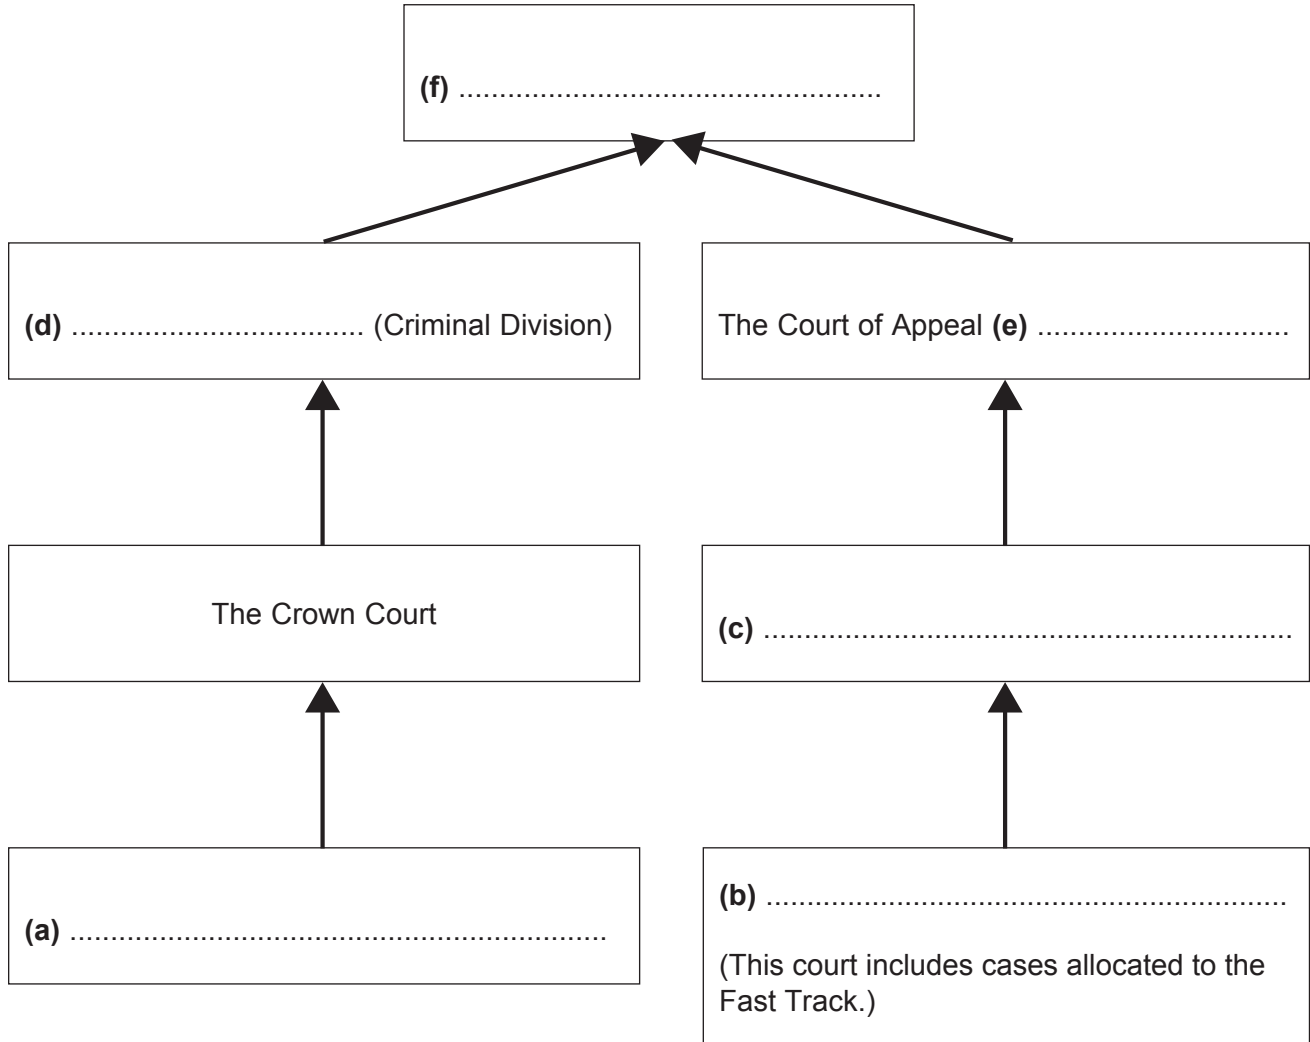 (f) ....................................................
(d) .................................... (Criminal Division)
The Court of Appeal (e) ...............................
The Crown Court
(c) .................................................................
(b) ................................................................
(a) ..................................................................
(This court includes cases allocated to the
Fast Track.)